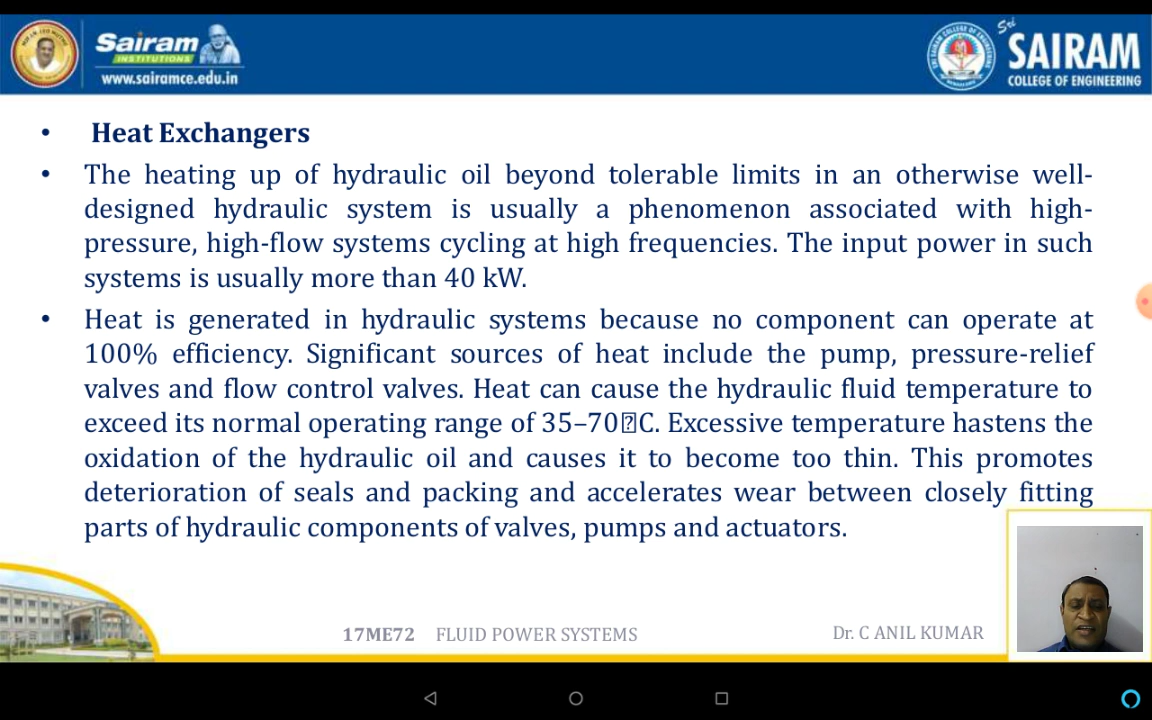 Sairam
INSTITUTIONS
www.sairamce.edu.in
Sri
SAIRAM
COLLEGE OF ENGINEERING
• Heat Exchangers
• The heating up of hydraulic oil beyond tolerable limits in an otherwise well-
designed hydraulic system is usually a phenomenon associated with high-
pressure, high-flow systems cycling at high frequencies. The input power in such
systems is usually more than 40 kW.
• Heat is generated in hydraulic systems because no component can operate at
100% efficiency. Significant sources of heat include the pump, pressure-relief
valves and flow control valves. Heat can cause the hydraulic fluid temperature to
exceed its normal operating range of 35–70⍰C. Excessive temperature hastens the
oxidation of the hydraulic oil and causes it to become too thin. This promotes
deterioration of seals and packing and accelerates wear between closely fitting
parts of hydraulic components of valves, pumps and actuators.
17ME72 FLUID POWER SYSTEMS
Dr. C ANIL KUMAR